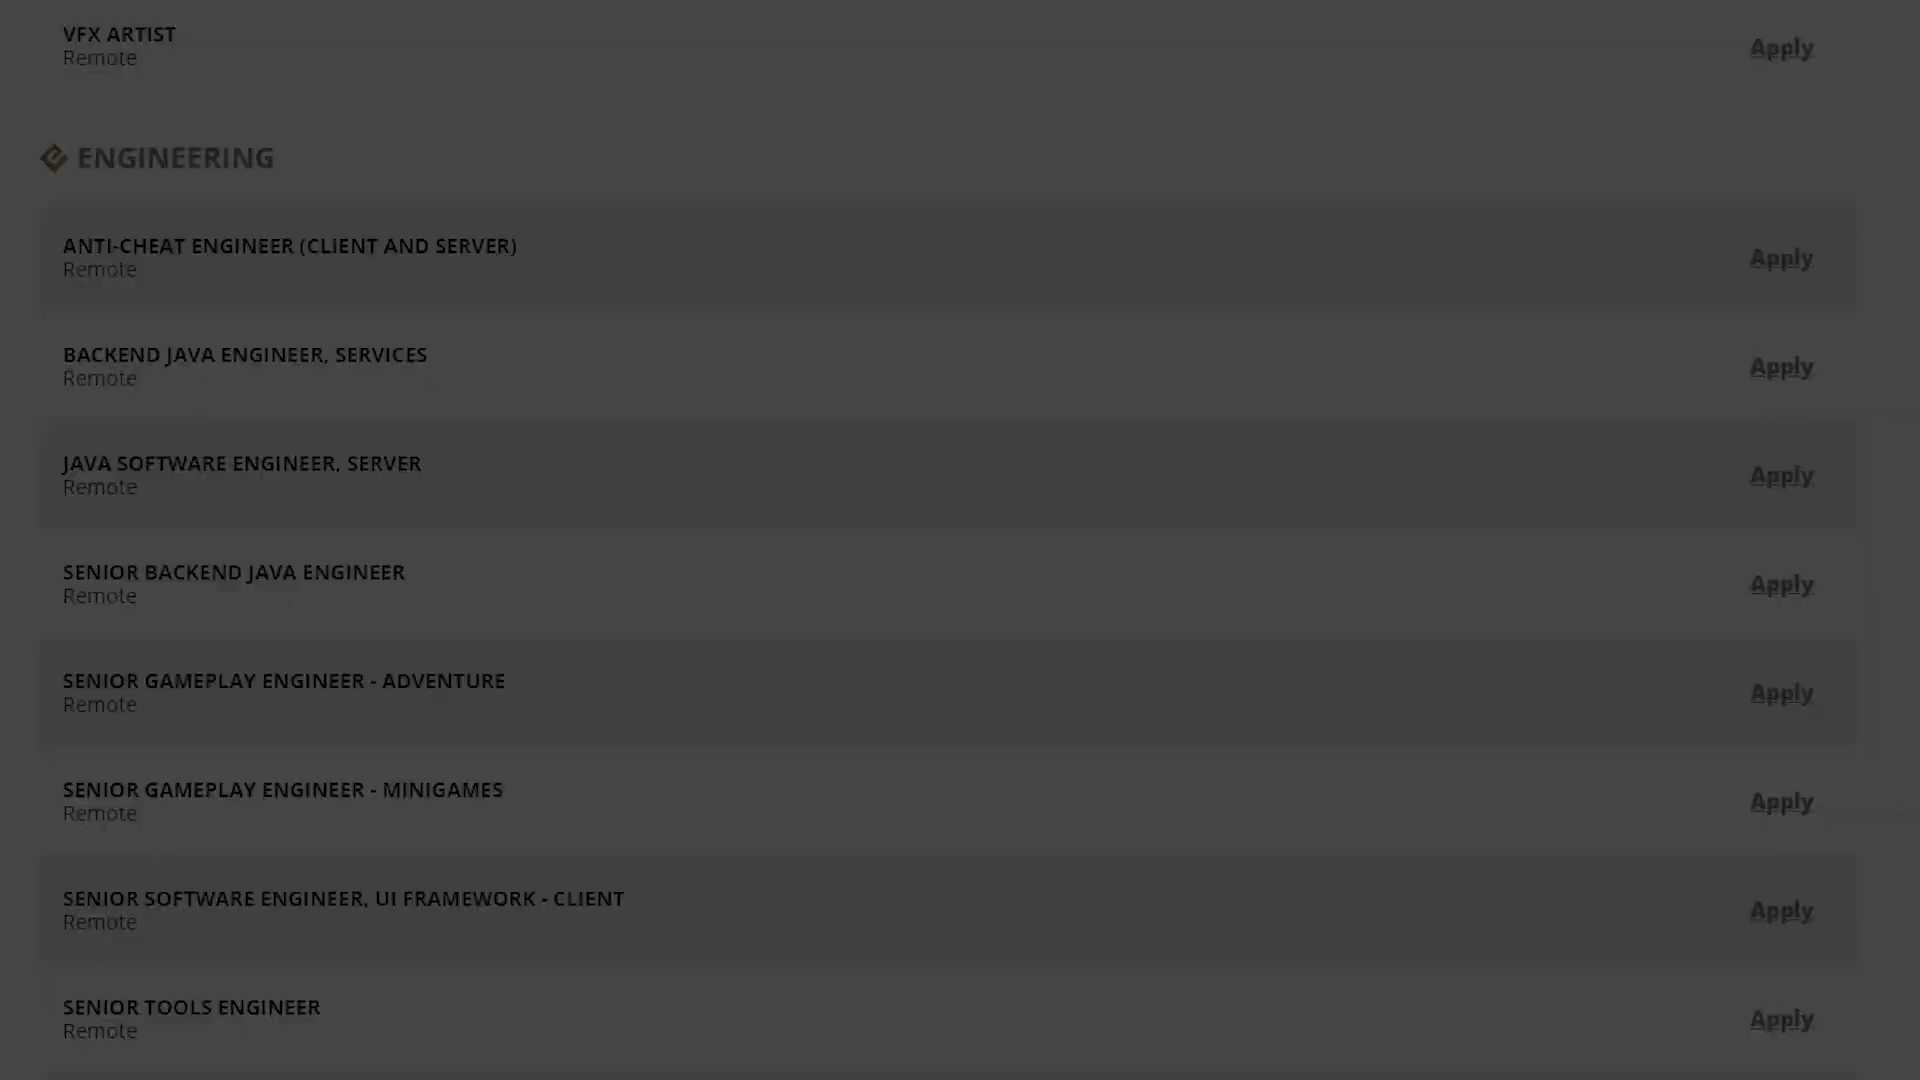 VFX ARTIST
Remote
Apply
ENGINEERING
ANTI-CHEAT ENGINEER (CLIENT AND SERVER)
Remote
Apply
BACKEND JAVA ENGINEER, SERVICES
Remote
Apply
JAVA SOFTWARE ENGINEER, SERVER
Remote
Apply
SENIOR BACKEND JAVA ENGINEER
Remote
Apply
SENIOR GAMEPLAY ENGINEER - ADVENTURE
Remote
Apply
SENIOR GAMEPLAY ENGINEER - MINIGAMES
Remote
Apply
SENIOR SOFTWARE ENGINEER, UI FRAMEWORK - CLIENT
Remote
Apply
SENIOR TOOLS ENGINEER
Remote
Apply